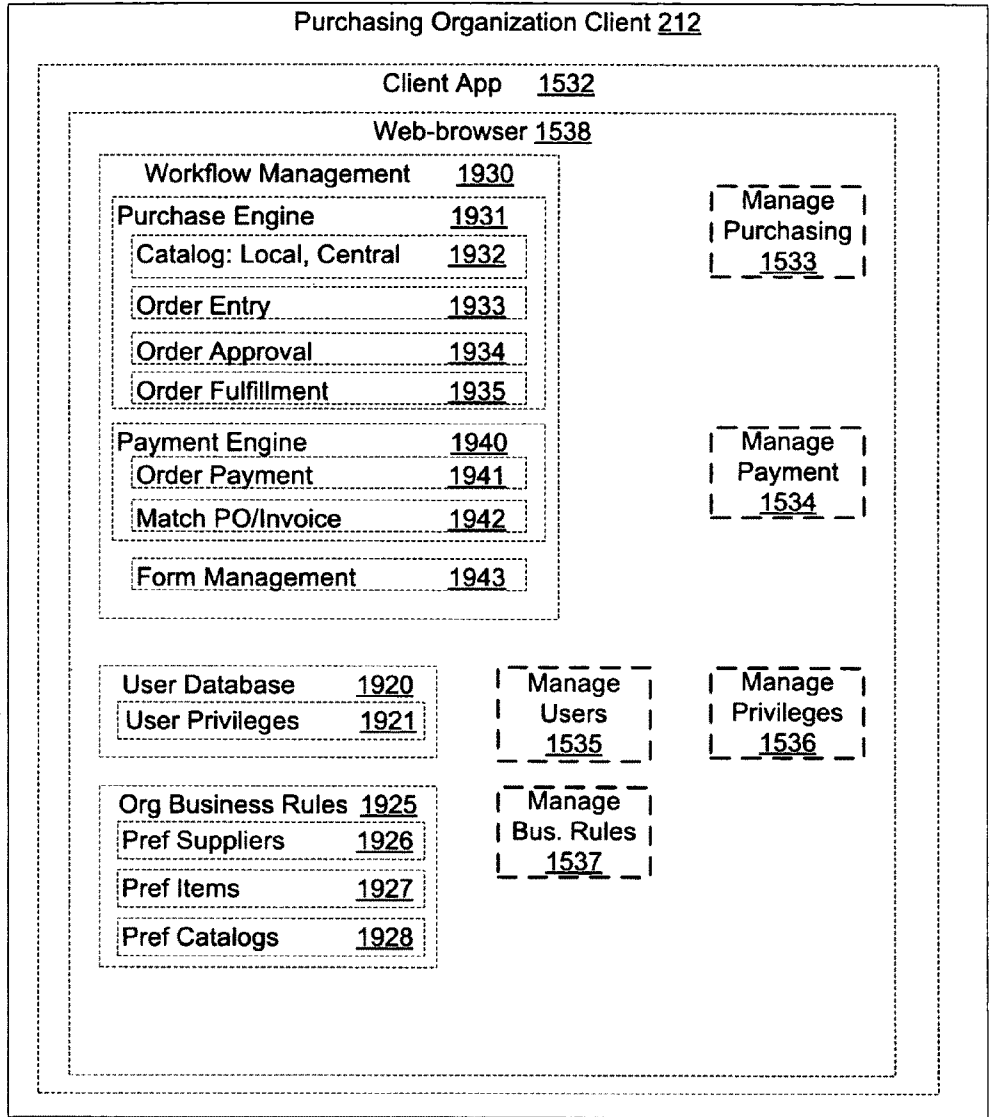 Purchasing Organization Client 212
Client App 1532
Web-browser 1538
Workflow Management 1930
Purchase Engine 1931
Catalog: Local, Central 1932
Order Entry 1933
Order Approval 1934
Order Fulfillment 1935
Manage
Purchasing
1533
Payment Engine 1940
Order Payment 1941
Match PO/Invoice 1942
Form Management 1943
Manage
Payment
1534
User Database 1920
User Privileges 1921
Manage
Users
1535
Manage
Privileges
1536
Org Business Rules 1925
Pref Suppliers 1926
Pref Items 1927
Pref Catalogs 1928
Manage
Bus. Rules
1537